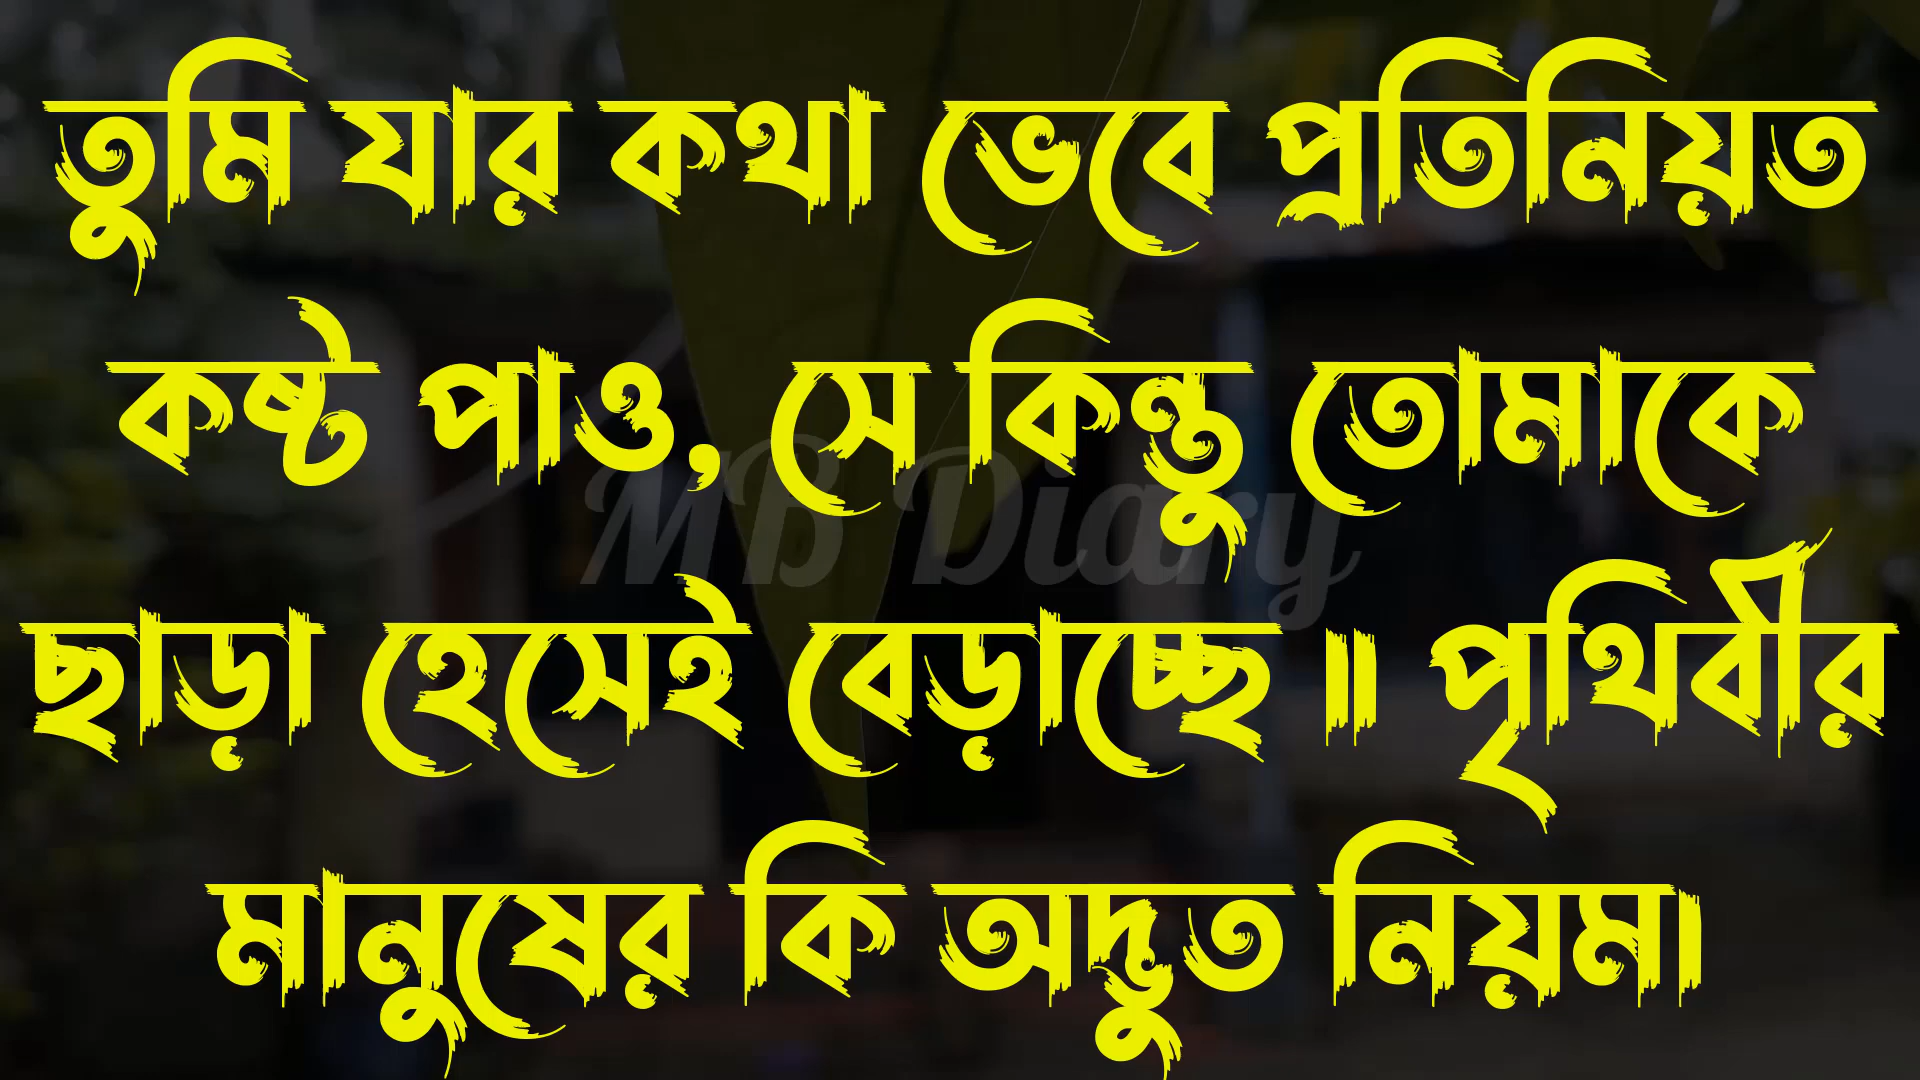 তুমি যার কথা ভেবে প্রতিনিয়ত
কষ্ট পাও, সে কিন্তু তোমাকে
MB Diary
ছাড়া হেসেই বেড়াচ্ছে ॥ পৃথিবীর
মানুষের কি অদ্ভুত নিয়ম।